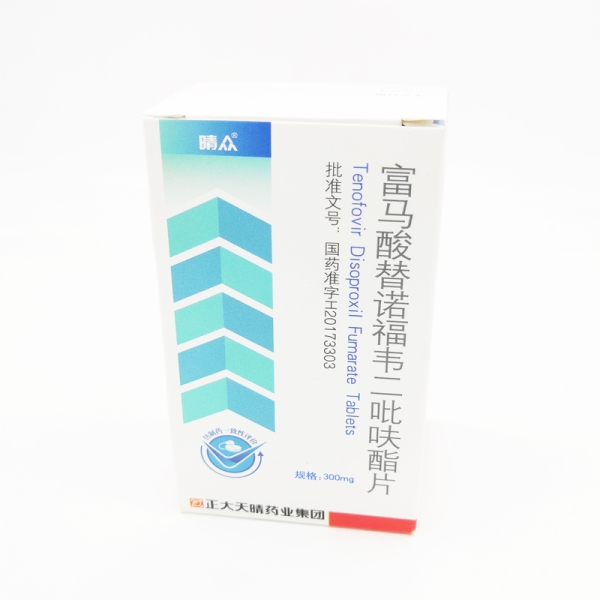 晴众®
富马酸替诺福韦二吡呋酯片
Tenofovir Disoproxil Fumarate Tablets
批准文号：国药准字H20173303
仿制药一致性评价
规格：300mg
正大天晴药业集团